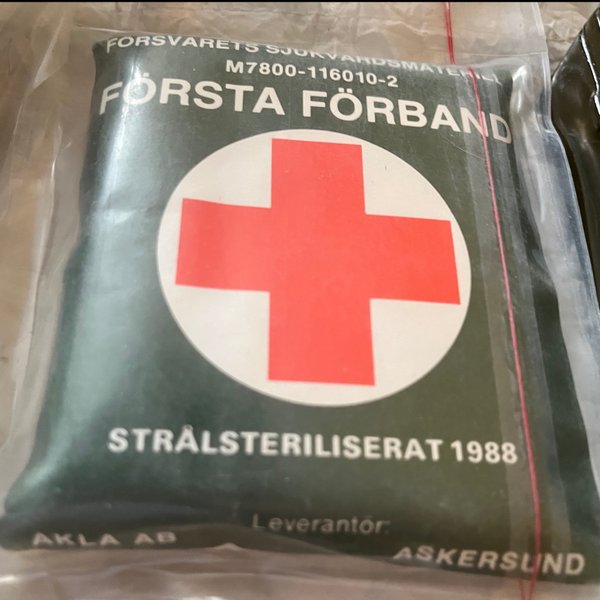 FÖRSVARETS SJUKVÅRDSMATERIEL
M7800-116010-2
FÖRSTA FÖRBAND
STRÅLSTERILISERAT 1988
Leverantör:
AKLA AB ASKERSUND